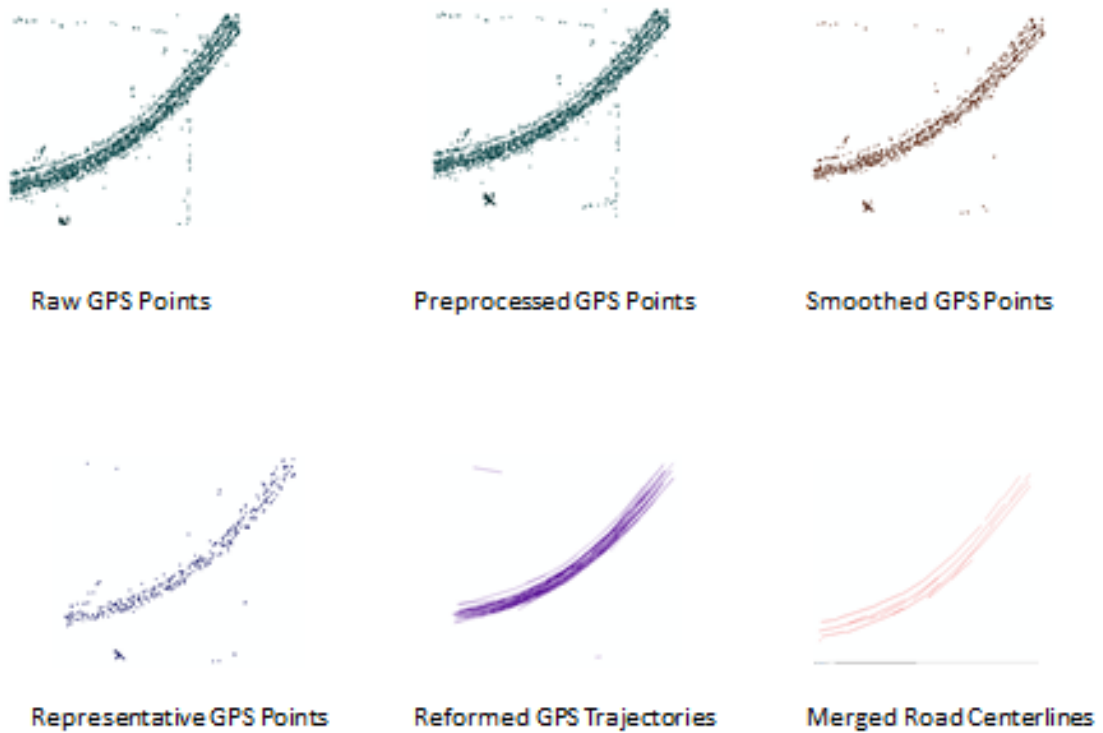 Raw GPS Points
Preprocessed GPS Points
Smoothed GPS Points
Representative GPS Points
Reformed GPS Trajectories
Merged Road Centerlines